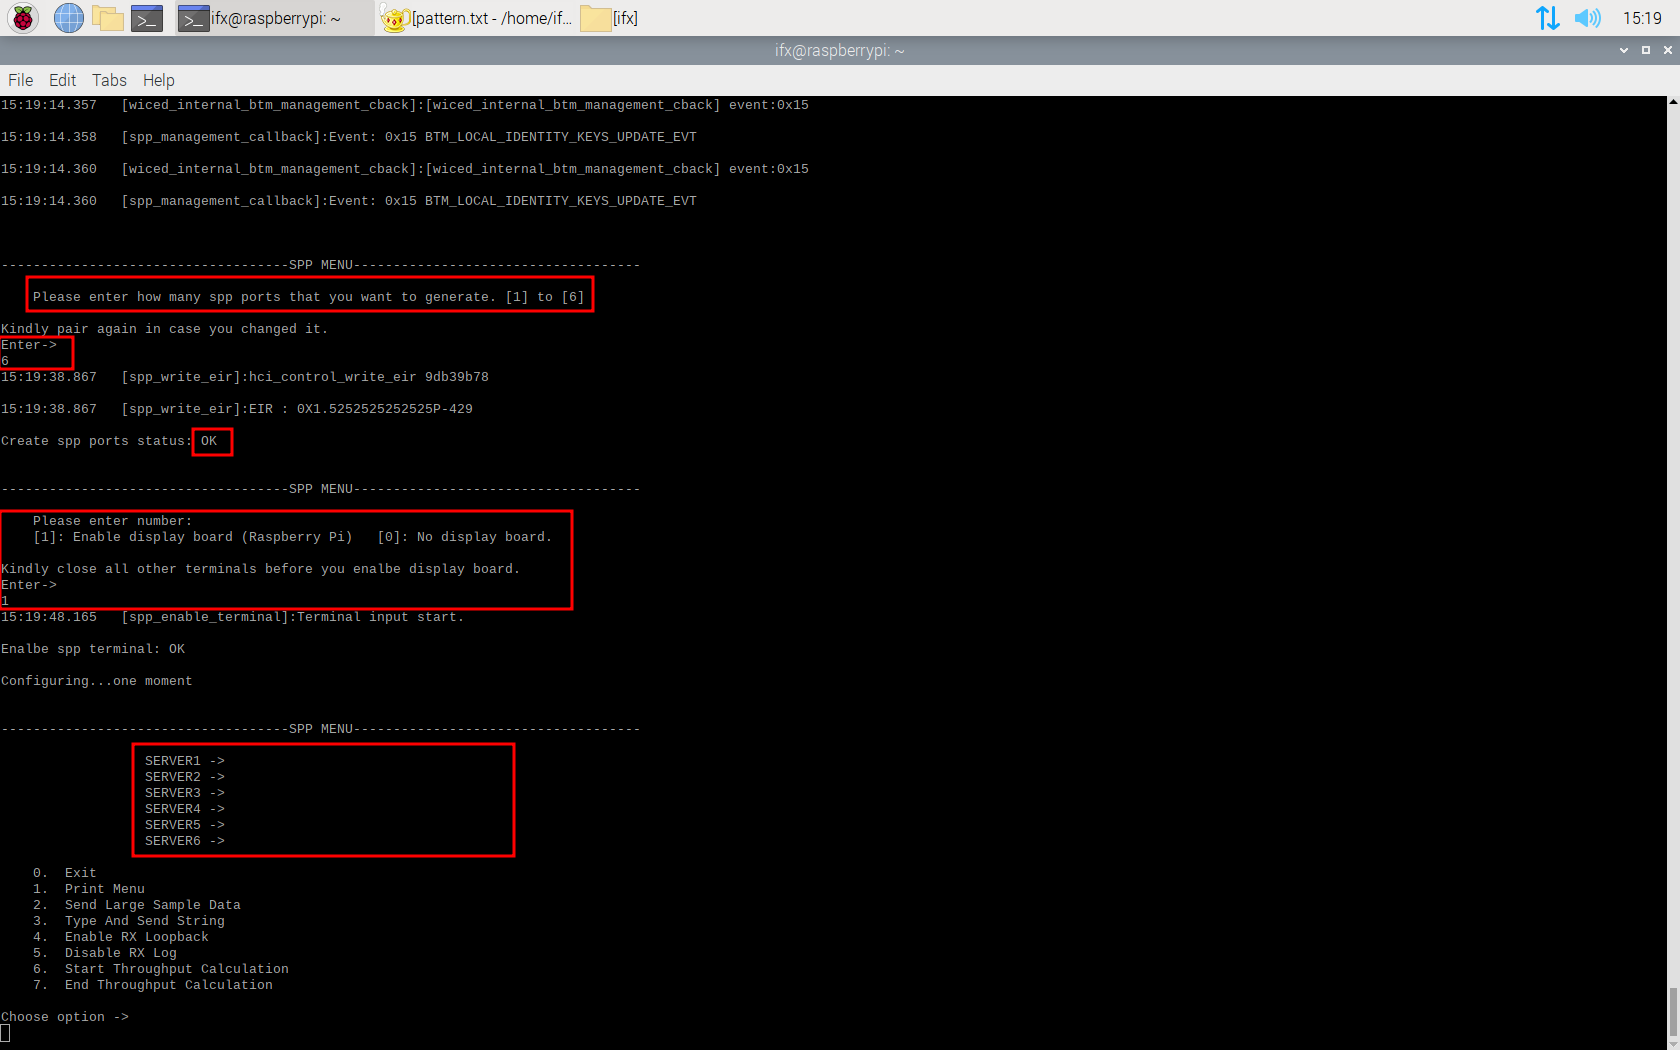 ifx@raspberrypi: ~
[pattern.txt - /home/if...
[ifx]
15:19
ifx@raspberrypi: ~
File Edit Tabs Help
15:19:14.357 [wiced_internal_btm_management_cback]:[wiced_internal_btm_management_cback] event:0x15
15:19:14.358 [spp_management_callback]:Event: 0x15 BTM_LOCAL_IDENTITY_KEYS_UPDATE_EVT
15:19:14.360 [wiced_internal_btm_management_cback]:[wiced_internal_btm_management_cback] event:0x15
15:19:14.360 [spp_management_callback]:Event: 0x15 BTM_LOCAL_IDENTITY_KEYS_UPDATE_EVT
------------------------------------SPP MENU------------------------------------
Please enter how many spp ports that you want to generate. [1] to [6]
Kindly pair again in case you changed it.
Enter->
6
15:19:38.867 [spp_write_eir]:hci_control_write_eir 9db39b78
15:19:38.867 [spp_write_eir]:EIR : 0X1.5252525252525P-429
Create spp ports status: OK
------------------------------------SPP MENU------------------------------------
Please enter number:
[1]: Enable display board (Raspberry Pi) [0]: No display board.
Kindly close all other terminals before you enalbe display board.
Enter->
1
15:19:48.165 [spp_enable_terminal]:Terminal input start.
Enalbe spp terminal: OK
Configuring...one moment
------------------------------------SPP MENU------------------------------------
SERVER1 ->
SERVER2 ->
SERVER3 ->
SERVER4 ->
SERVER5 ->
SERVER6 ->
0. Exit
1. Print Menu
2. Send Large Sample Data
3. Type And Send String
4. Enable RX Loopback
5. Disable RX Log
6. Start Throughput Calculation
7. End Throughput Calculation
Choose option ->